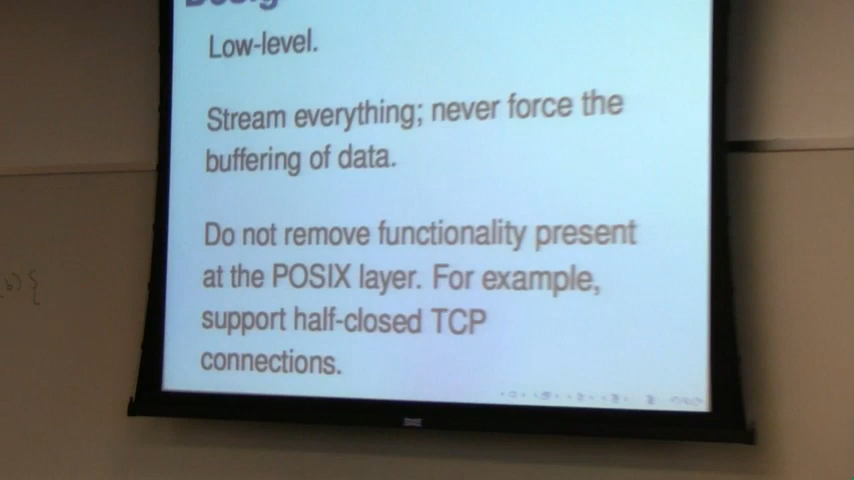 Low-level.
Stream everything; never force the
buffering of data.
Do not remove functionality present
at the POSIX layer. For example,
support half-closed TCP
connections.